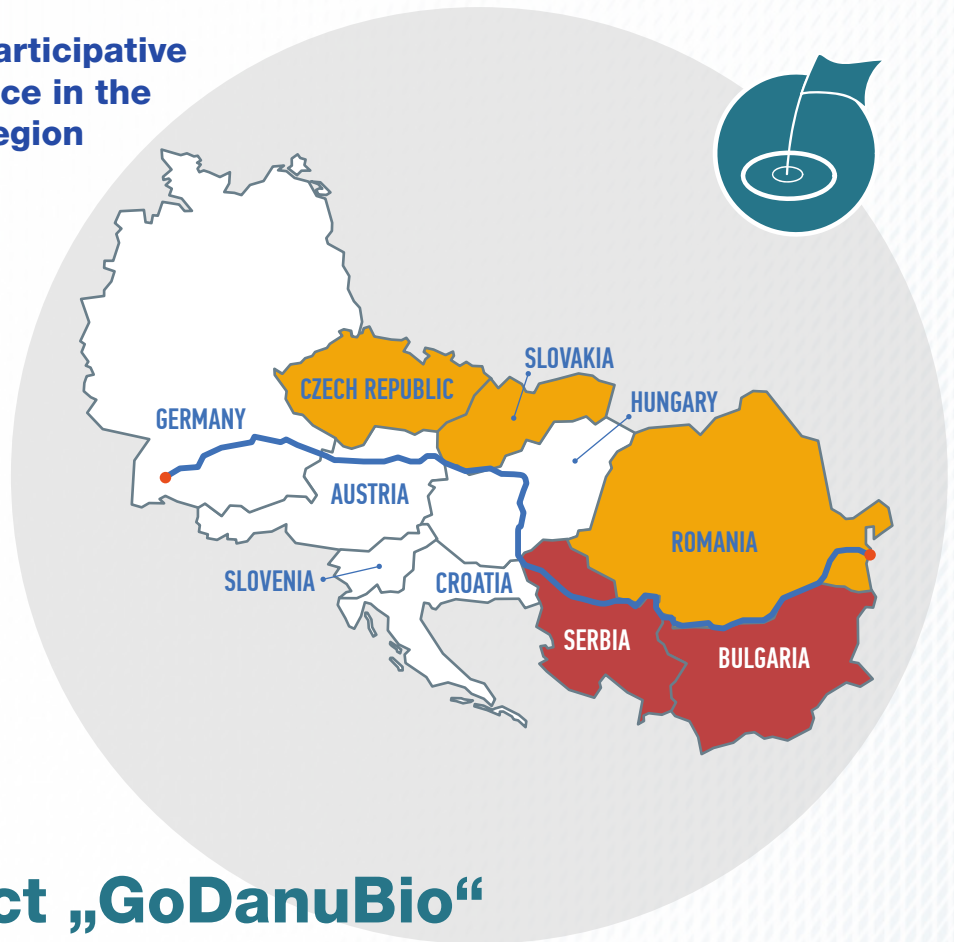 articipative
ce in the
egion
SLOVAKIA
CZECH REPUBLIC
HUNGARY
GERMANY
AUSTRIA
ROMANIA
SLOVENIA
CROATIA
SERBIA
BULGARIA
ct „GoDanuBio“